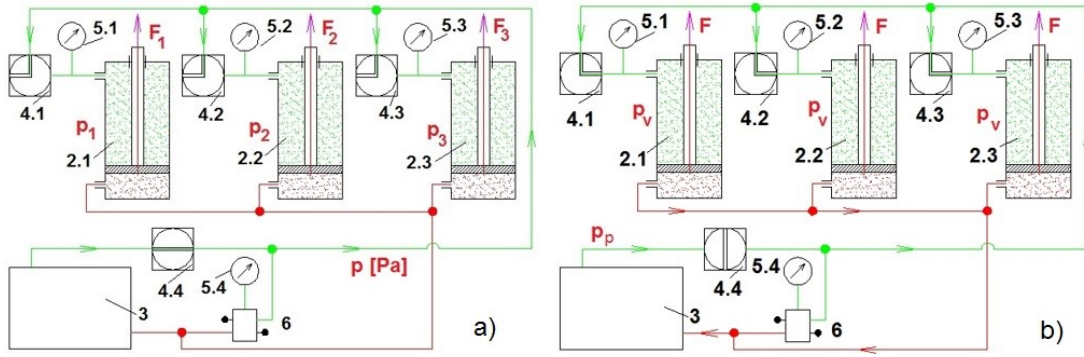 5.1 F1 5.2 F2 5.3 F3
4.1 4.2 4.3
p1 p2 p3
2.1 2.2 2.3
p [Pa]
4.4
5.4
3 6 a)
5.1 F 5.2 F 5.3 F
4.1 4.2 4.3
pv pv pv
2.1 2.2 2.3
pp
4.4
5.4
3 6 b)